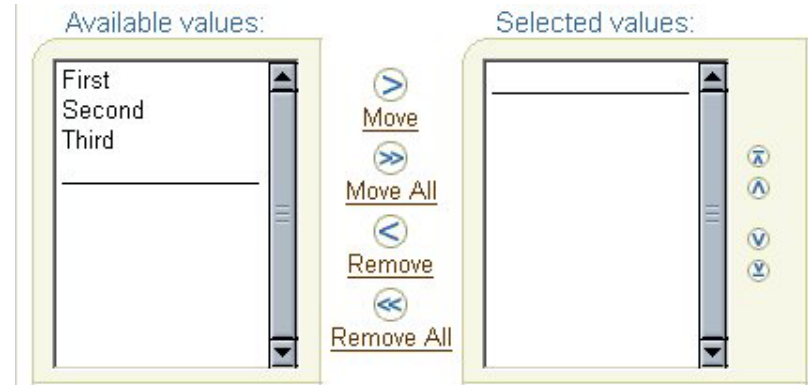 Available values:
First
Second
Third
Move
Move All
Remove
Remove All
Selected values: